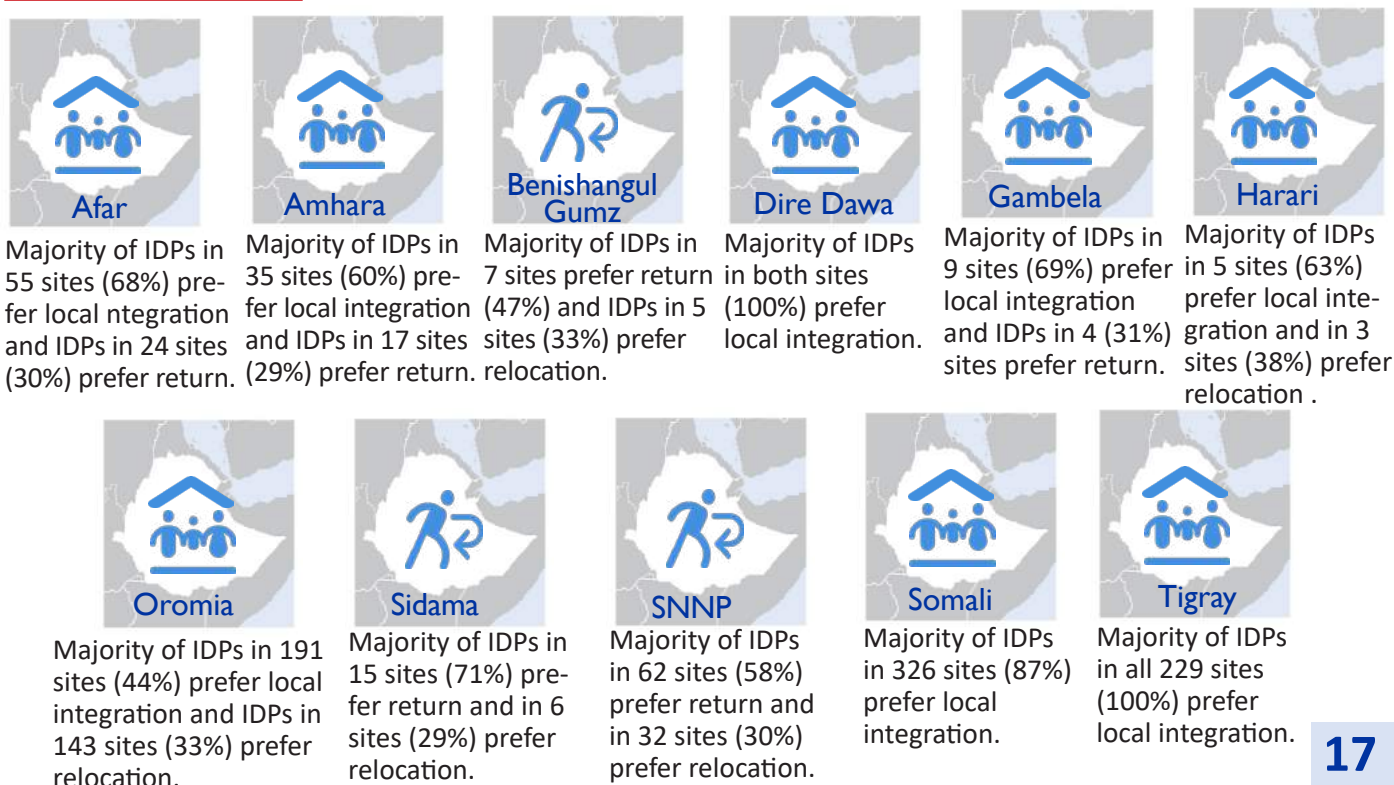 Afar
Majority of IDPs in
55 sites (68%) pre-
fer local ntegration
and IDPs in 24 sites
(30%) prefer return.
Amhara
Majority of IDPs in
35 sites (60%) pre-
fer local integration
and IDPs in 17 sites
(29%) prefer return.
Benishangul
Gumz
Majority of IDPs in
7 sites prefer return
(47%) and IDPs in 5
sites (33%) prefer
relocation.
Dire Dawa
Majority of IDPs
in both sites
(100%) prefer
local integration.
Gambela
Majority of IDPs in
9 sites (69%) prefer
local integration
and IDPs in 4 (31%)
sites prefer return.
Harari
Majority of IDPs
in 5 sites (63%)
prefer local inte-
gration and in 3
sites (38%) prefer
relocation .
Oromia
Majority of IDPs in 191
sites (44%) prefer local
integration and IDPs in
143 sites (33%) prefer
relocation.
Sidama
Majority of IDPs in
15 sites (71%) pre-
fer return and in 6
sites (29%) prefer
relocation.
SNNP
Majority of IDPs
in 62 sites (58%)
prefer return and
in 32 sites (30%)
prefer relocation.
Somali
Majority of IDPs
in 326 sites (87%)
prefer local
integration.
Tigray
Majority of IDPs
in all 229 sites
(100%) prefer
local integration.
17